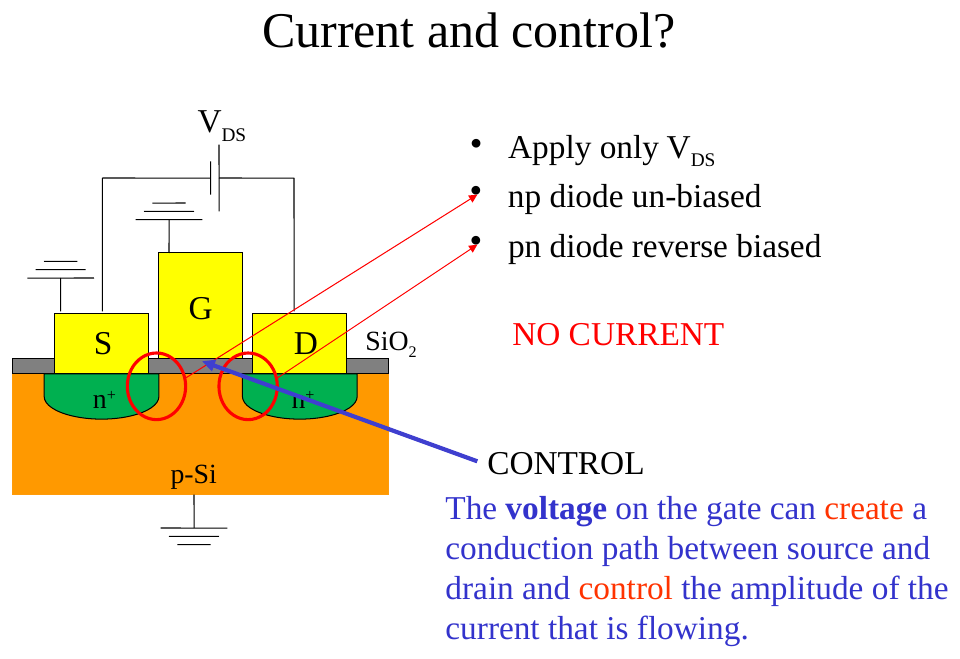 Current and control?
V_DS
G
S
D
SiO₂
n⁺
n⁺
p-Si
• Apply only V_DS
• np diode un-biased
• pn diode reverse biased
NO CURRENT
CONTROL
The voltage on the gate can create a
conduction path between source and
drain and control the amplitude of the
current that is flowing.